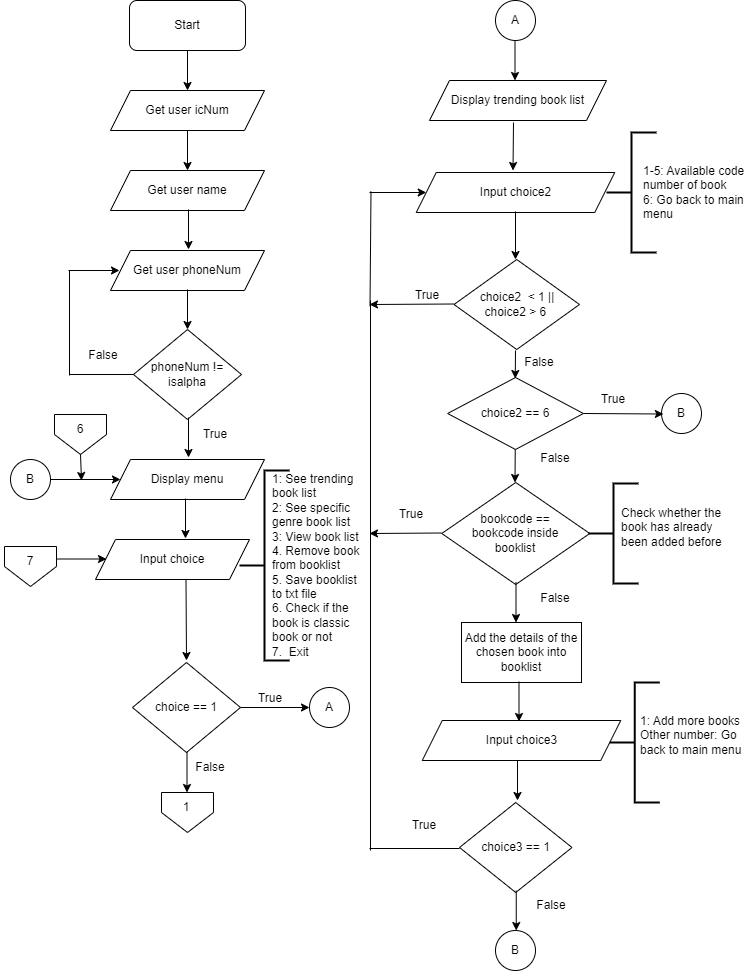 Start
Get user icNum
Get user name
Get user phoneNum
False
phoneNum !=
isalpha
True
6
B
Display menu
7
Input choice
1: See trending
book list
2: See specific
genre book list
3: View book list
4. Remove book
from booklist
5. Save booklist
to txt file
6. Check if the
book is classic
book or not
7.  Exit
choice == 1
True
A
False
1
A
Display trending book list
Input choice2
1-5: Available code
number of book
6: Go back to main
menu
True
choice2  < 1 ||
choice2 > 6
False
choice2 == 6
True
B
False
True
bookcode ==
bookcode inside
booklist
Check whether the
book has already
been added before
False
Add the details of the
chosen book into
booklist
Input choice3
1: Add more books
Other number: Go
back to main menu
True
choice3 == 1
False
B